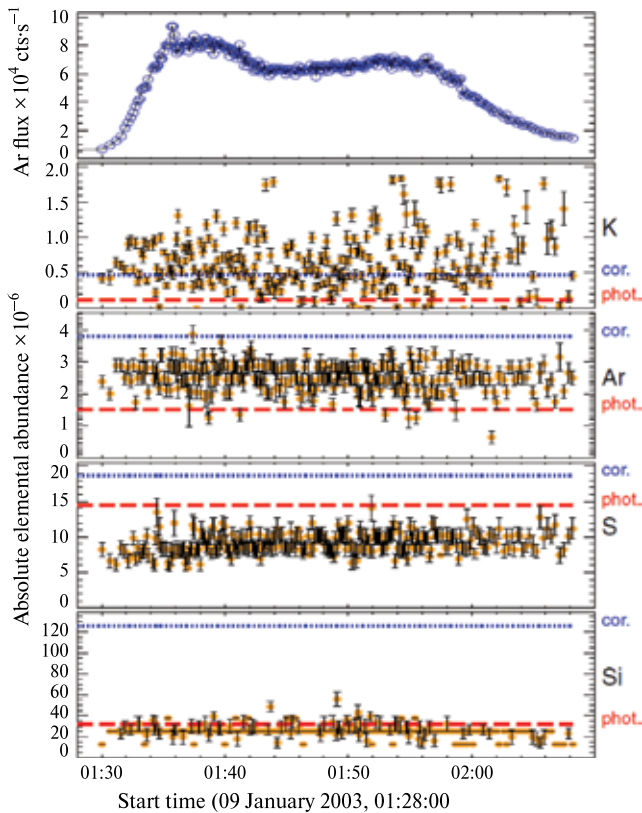 Ar flux ×10⁴ cts·s⁻¹
10
8
6
4
2
0
Absolute elemental abundance ×10⁻⁶
2.0
1.5
1.0
0.5
0
K
cor.
phot.
4
3
2
1
0
cor.
Ar
phot.
20
15
10
5
0
cor.
phot.
S
120
100
80
60
40
20
0
cor.
Si
phot.
01:30 01:40 01:50 02:00
Start time (09 January 2003, 01:28:00